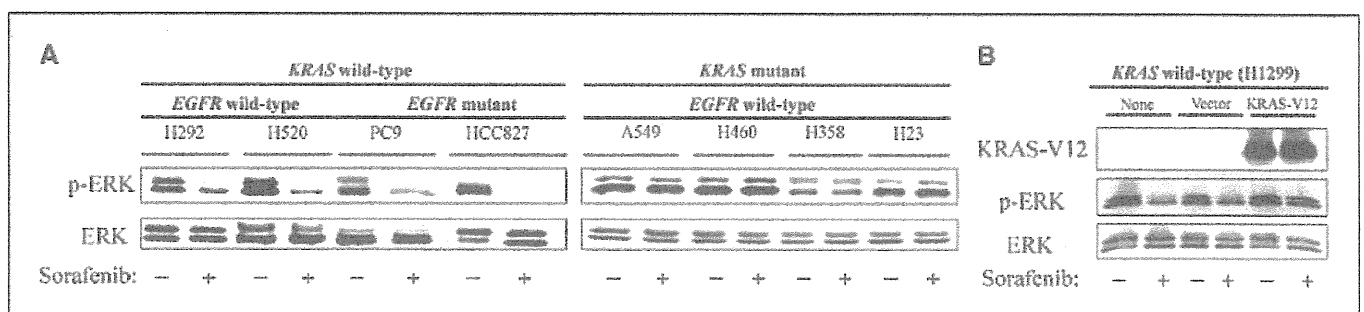 A
KRAS wild-type
KRAS mutant
EGFR wild-type EGFR mutant
EGFR wild-type
H292 H520 PC9 HCC827
A549 H460 H358 H23
p-ERK
ERK
Sorafenib: − + − + − + − + − + − + − + − +
B
KRAS wild-type (H1299)
None Vector KRAS-V12
KRAS-V12
p-ERK
ERK
Sorafenib: − + − + − +